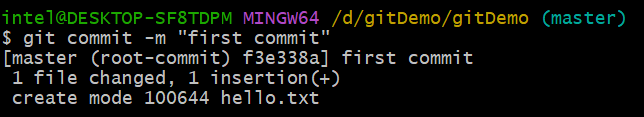 intel@DESKTOP-SF8TDPM MINGW64 /d/gitDemo/gitDemo (master)
$ git commit -m "first commit"
[master (root-commit) f3e338a] first commit
 1 file changed, 1 insertion(+)
 create mode 100644 hello.txt